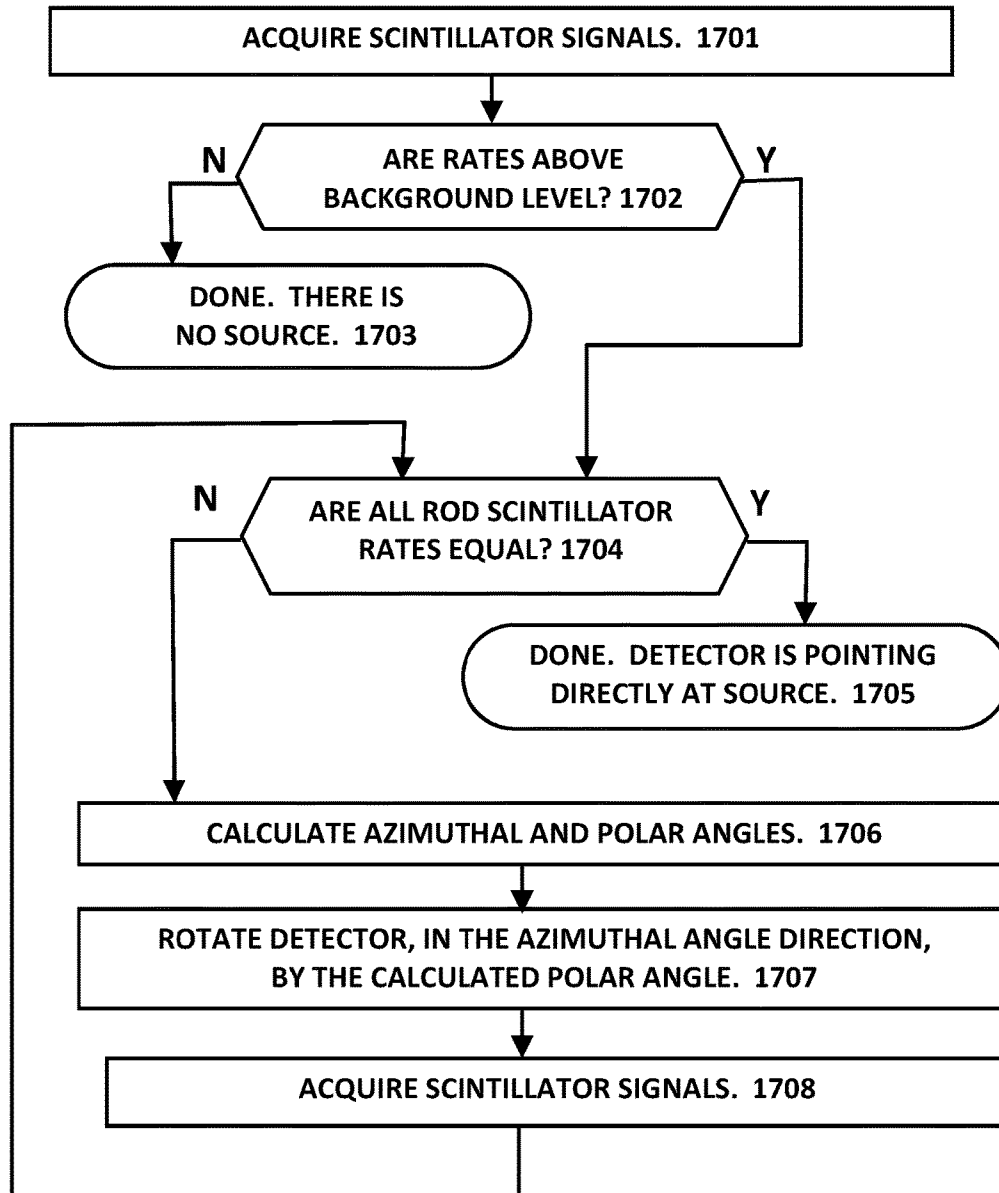 ACQUIRE SCINTILLATOR SIGNALS. 1701
N
ARE RATES ABOVE
BACKGROUND LEVEL? 1702
Y
DONE. THERE IS
NO SOURCE. 1703
N
ARE ALL ROD SCINTILLATOR
RATES EQUAL? 1704
Y
DONE. DETECTOR IS POINTING
DIRECTLY AT SOURCE. 1705
CALCULATE AZIMUTHAL AND POLAR ANGLES. 1706
ROTATE DETECTOR, IN THE AZIMUTHAL ANGLE DIRECTION,
BY THE CALCULATED POLAR ANGLE. 1707
ACQUIRE SCINTILLATOR SIGNALS. 1708